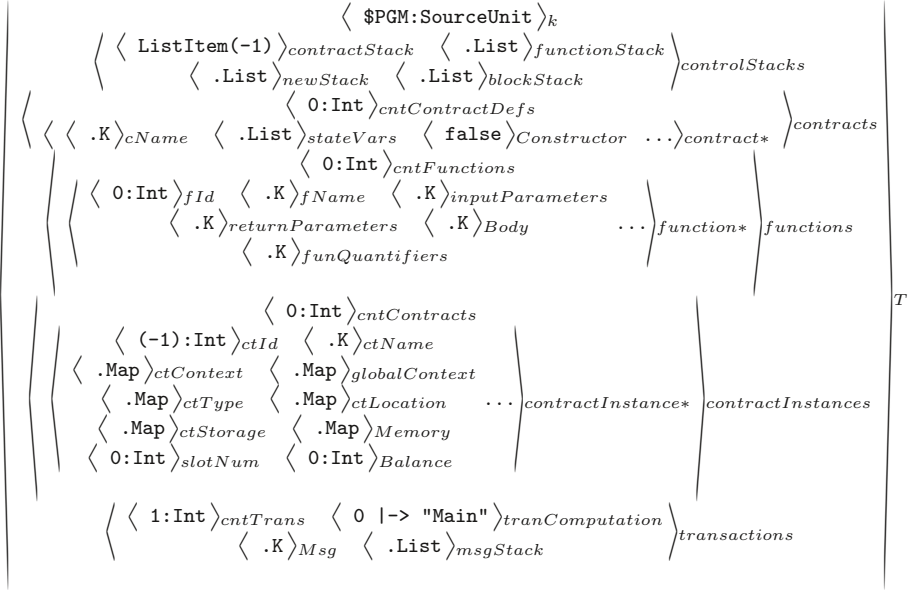 ⟨ $PGM:SourceUnit ⟩k
⟨ ListItem(-1) ⟩contractStack ⟨ .List ⟩functionStack
⟨ .List ⟩newStack ⟨ .List ⟩blockStack
controlStacks
⟨ 0:Int ⟩cntContractDefs
⟨ ⟨ .K ⟩cName ⟨ .List ⟩stateVars ⟨ false ⟩Constructor ...⟩contract*
contracts
⟨ 0:Int ⟩cntFunctions
⟨ 0:Int ⟩fId ⟨ .K ⟩fName ⟨ .K ⟩inputParameters
⟨ .K ⟩returnParameters ⟨ .K ⟩Body ... ⟩function* ⟩functions
⟨ .K ⟩funQuantifiers
T
⟨ 0:Int ⟩cntContracts
⟨ (-1):Int ⟩ctId ⟨ .K ⟩ctName
⟨ .Map ⟩ctContext ⟨ .Map ⟩globalContext
⟨ .Map ⟩ctType ⟨ .Map ⟩ctLocation ... ⟩contractInstance* ⟩contractInstances
⟨ .Map ⟩ctStorage ⟨ .Map ⟩Memory
⟨ 0:Int ⟩slotNum ⟨ 0:Int ⟩Balance
⟨ 1:Int ⟩cntTrans ⟨ 0 |-> "Main" ⟩tranComputation
⟨ .K ⟩Msg ⟨ .List ⟩msgStack
transactions